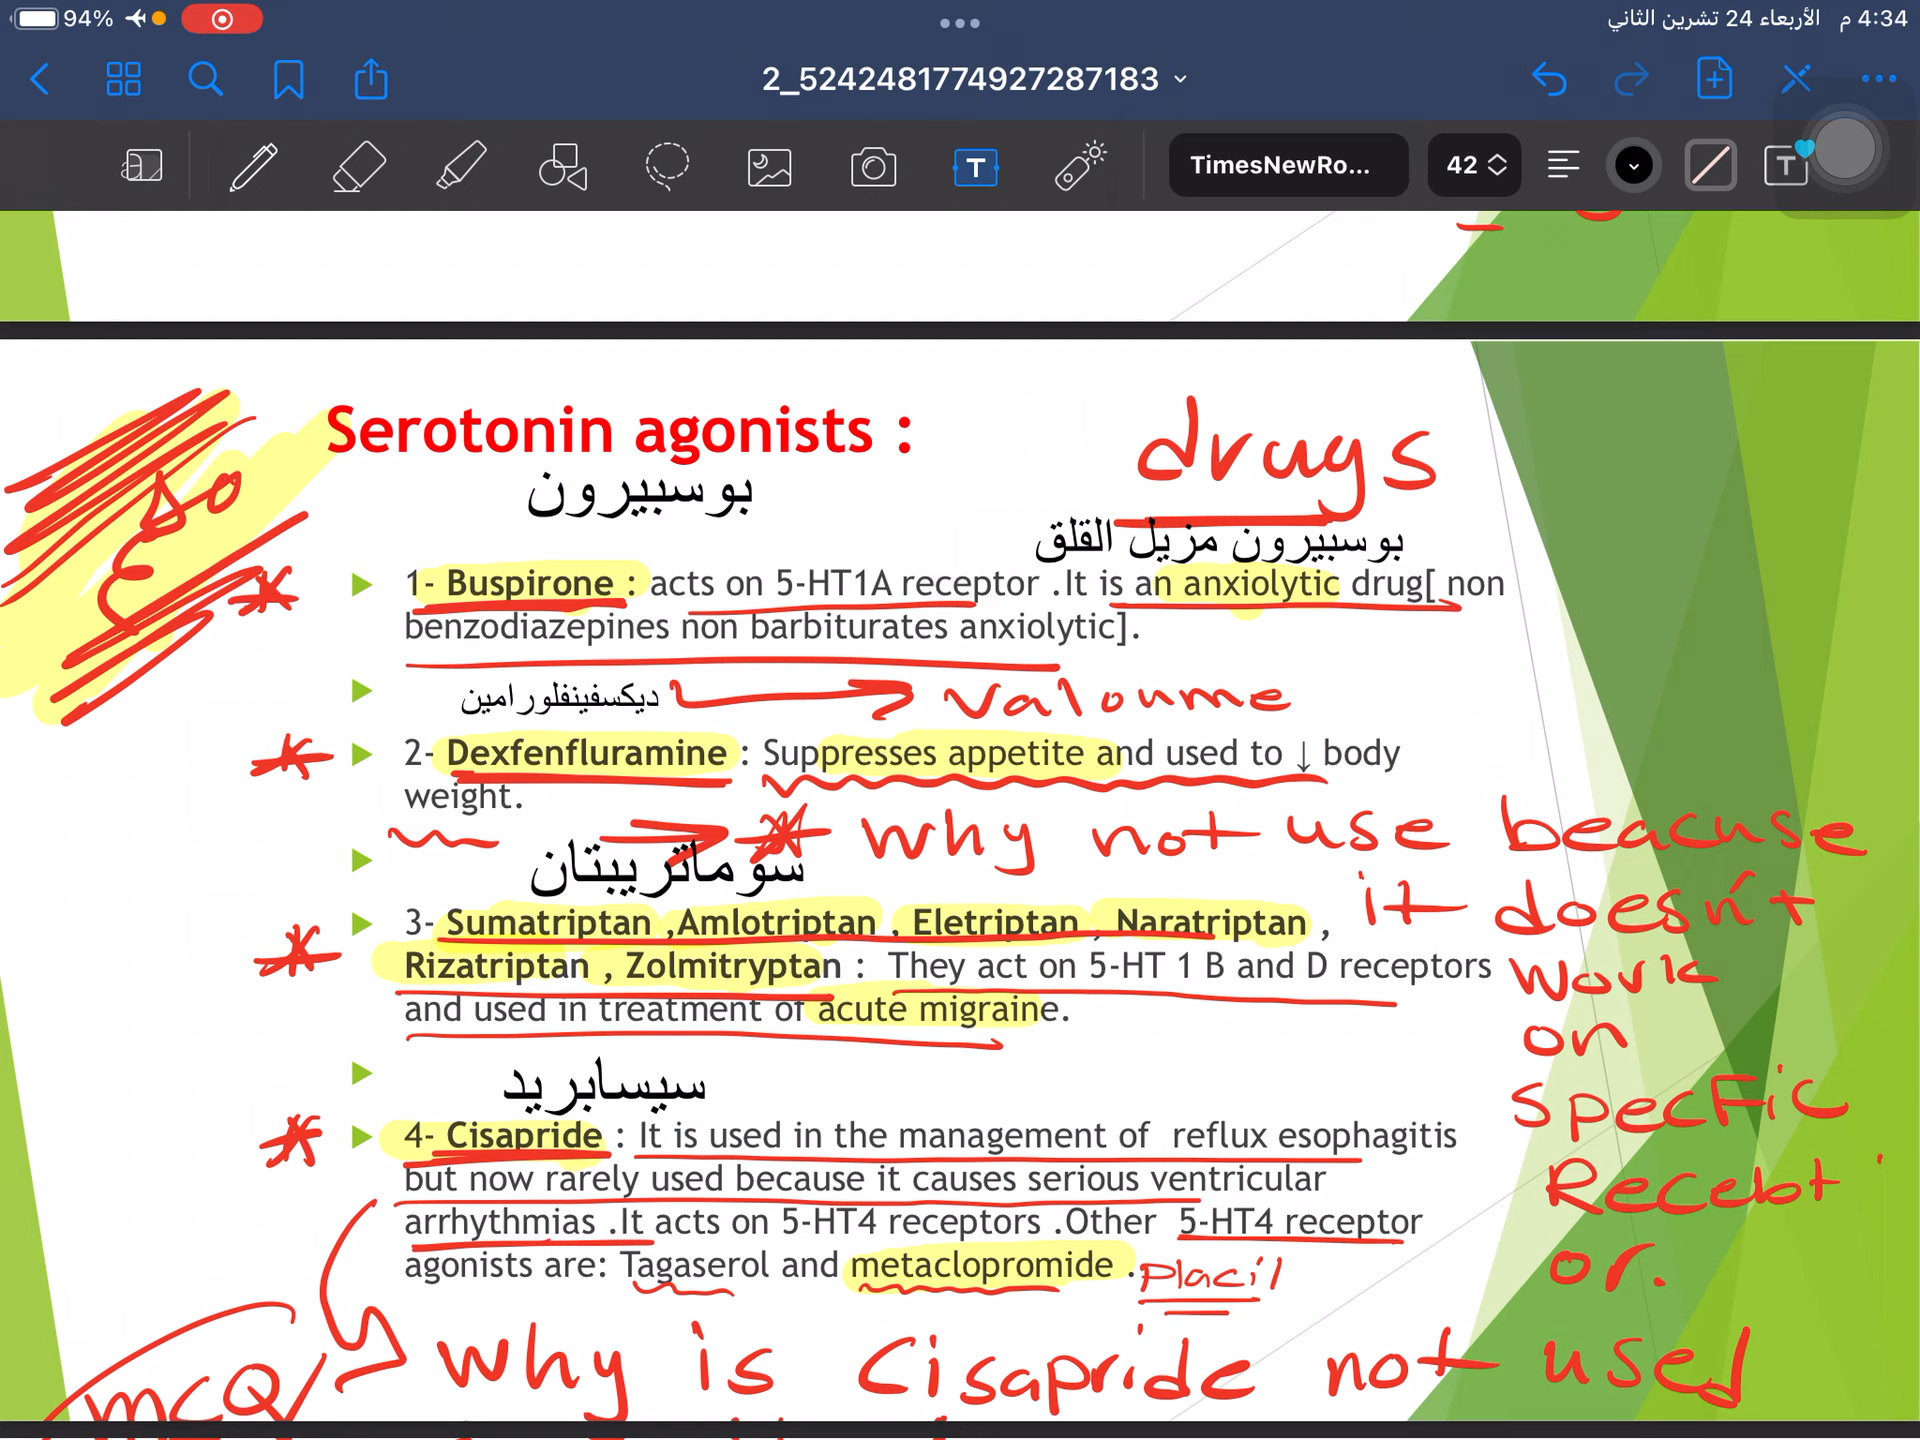 94%
4:34 م الأربعاء 24 تشرين الثاني
2_5242481774927287183
TimesNewRo...
42
Serotonin agonists :
drugs
بوسبيرون
بوسبيرون مزيل القلق
so
1- Buspirone : acts on 5-HT1A receptor .It is an anxiolytic drug[ non
benzodiazepines non barbiturates anxiolytic].
ديكسفينفلورامين
valoume
2- Dexfenfluramine : Suppresses appetite and used to ↓ body
weight.
why not use beacuse
it doesn't
work
on
specFic
Recebt
or.
سوماتريبتان
3- Sumatriptan ,Amlotriptan , Eletriptan , Naratriptan ,
Rizatriptan , Zolmitryptan : They act on 5-HT 1 B and D receptors
and used in treatment of acute migraine.
سيسابريد
4- Cisapride : It is used in the management of reflux esophagitis
but now rarely used because it causes serious ventricular
arrhythmias .It acts on 5-HT4 receptors .Other 5-HT4 receptor
agonists are: Tagaserol and metaclopromide .
placil
why is cisapride not used
mcQ